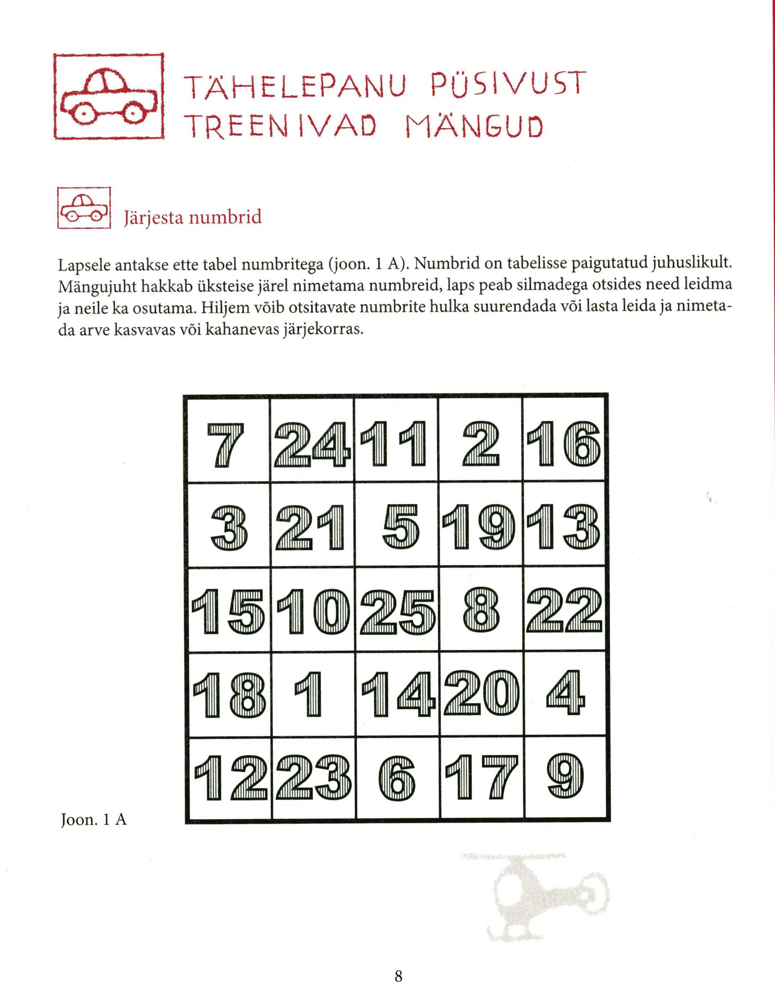 TÄHELEPANU PÜSIVUST
TREENIVAD MÄNGUD
Järjesta numbrid
Lapsele antakse ette tabel numbritega (joon. 1 A). Numbrid on tabelisse paigutatud juhuslikult.
Mängujuht hakkab üksteise järel nimetama numbreid, laps peab silmadega otsides need leidma
ja neile ka osutama. Hiljem võib otsitavate numbrite hulka suurendada või lasta leida ja nimeta-
da arve kasvavas või kahanevas järjekorras.
7 24 11 2 16
3 21 5 19 13
15 10 25 8 22
18 1 14 20 4
12 23 6 17 9
Joon. 1 A
8